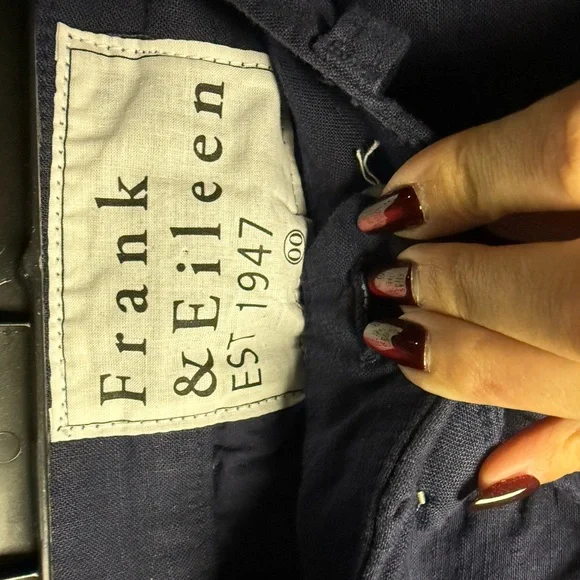 Frank
&Eileen
EST 1947
00